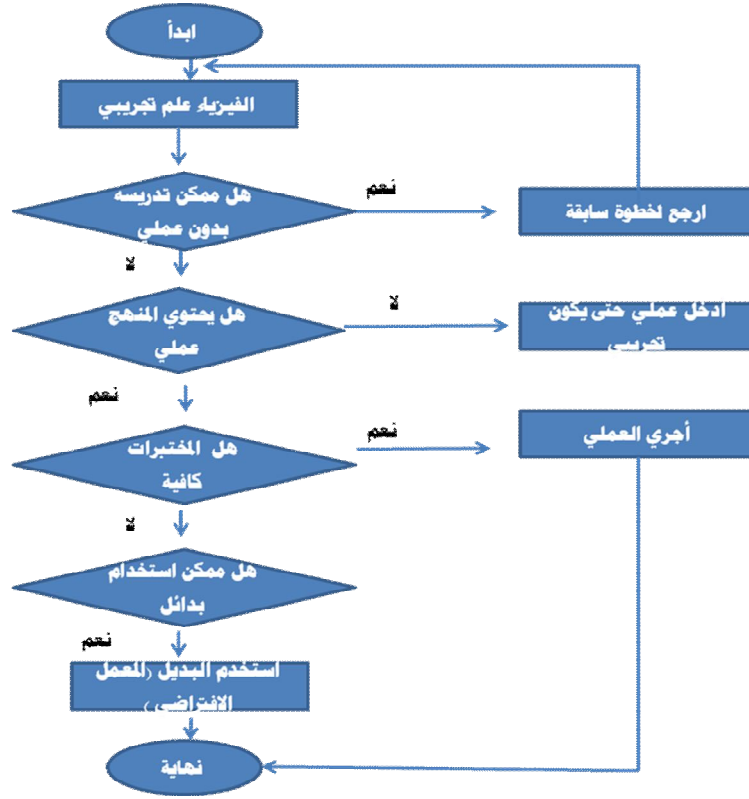 ابدأ
الفيزياء علم تجريبي
هل ممكن تدريسه
بدون عملي
نعم
ارجع لخطوة سابقة
لا
هل يحتوي المنهج
عملي
لا
ادخل عملي حتى يكون
تجريبي
نعم
هل المختبرات
كافية
نعم
أجري العملي
لا
هل ممكن استخدام
بدائل
نعم
استخدم البديل (المعمل
الافتراضي)
نهاية